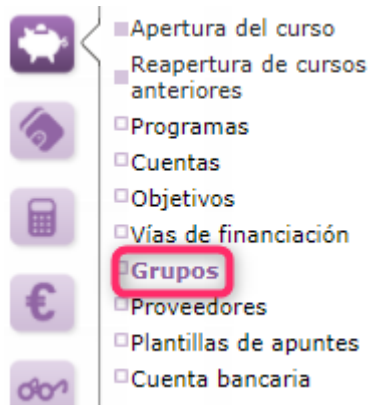 Apertura del curso
Reapertura de cursos
anteriores
Programas
Cuentas
Objetivos
Vías de financiación
Grupos
Proveedores
Plantillas de apuntes
Cuenta bancaria
€